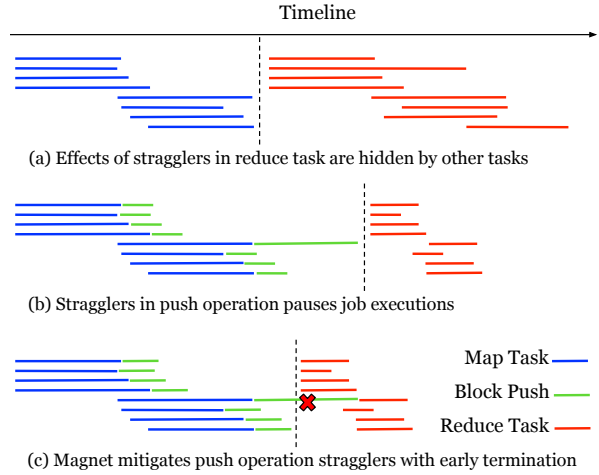 Timeline
(a) Effects of stragglers in reduce task are hidden by other tasks
(b) Stragglers in push operation pauses job executions
Map Task
Block Push
Reduce Task
(c) Magnet mitigates push operation stragglers with early termination